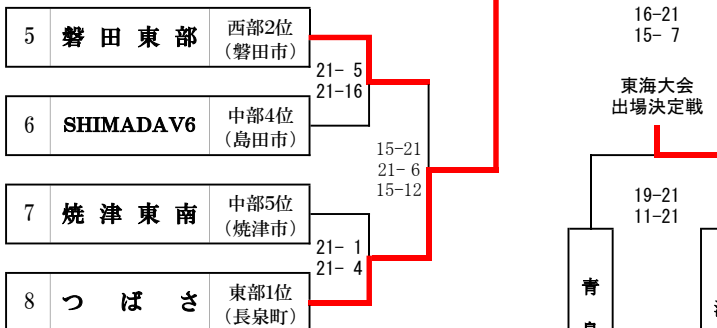 5 磐田東部 西部2位
（磐田市）
21- 5
21-16
6 SHIMADAV6 中部4位
（島田市）
15-21
21- 6
15-12
7 焼津東南 中部5位
（焼津市）
21- 1
21- 4
8 つばさ 東部1位
（長泉町）
16-21
15- 7
東海大会
出場決定戦
19-21
11-21
青